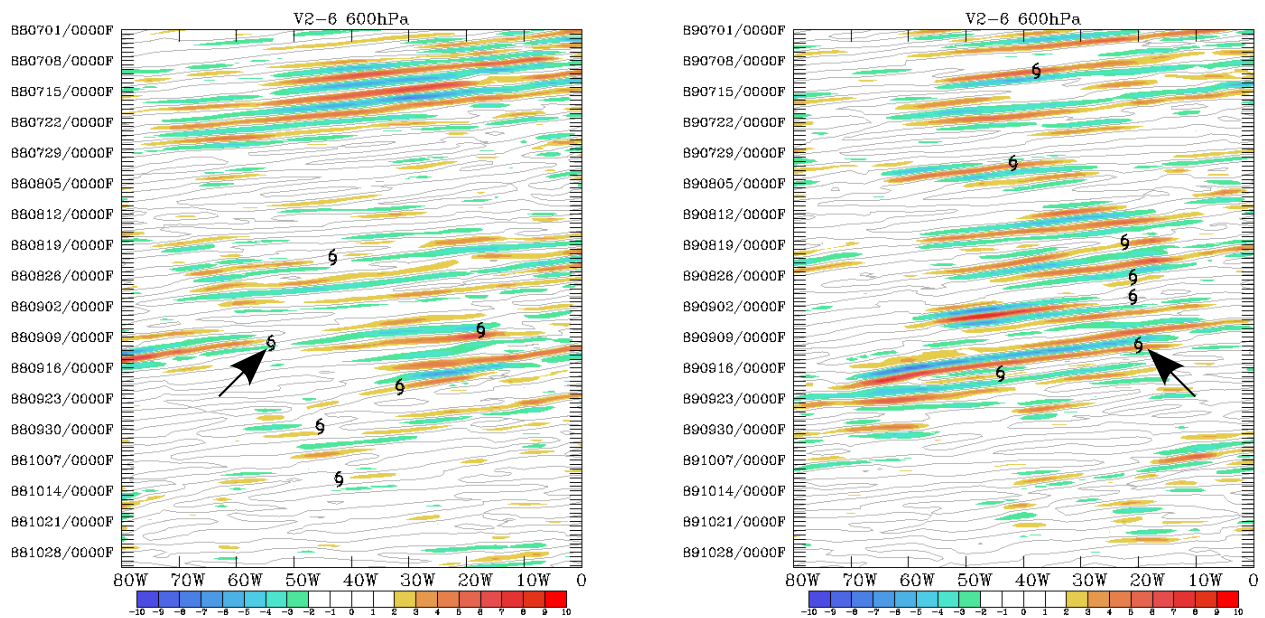 V2-6 600hPa
880701/0000F
880708/0000F
880715/0000F
880722/0000F
880729/0000F
880805/0000F
880812/0000F
880819/0000F
880826/0000F
880902/0000F
880909/0000F
880916/0000F
880923/0000F
880930/0000F
881007/0000F
881014/0000F
881021/0000F
881028/0000F
80W 70W 60W 50W 40W 30W 20W 10W 0
-10 -9 -8 -7 -5 -4 -3 -2 -1 0 1 2 3 4 5 6 7 8 9 10
V2-6 600hPa
890701/0000F
890708/0000F
890715/0000F
890722/0000F
890729/0000F
890805/0000F
890812/0000F
890819/0000F
890826/0000F
890902/0000F
890909/0000F
890916/0000F
890923/0000F
890930/0000F
891007/0000F
891014/0000F
891021/0000F
891028/0000F
80W 70W 60W 50W 40W 30W 20W 10W 0
-10 -9 -8 -7 -5 -4 -3 -2 -1 0 1 2 3 4 5 6 7 8 9 10